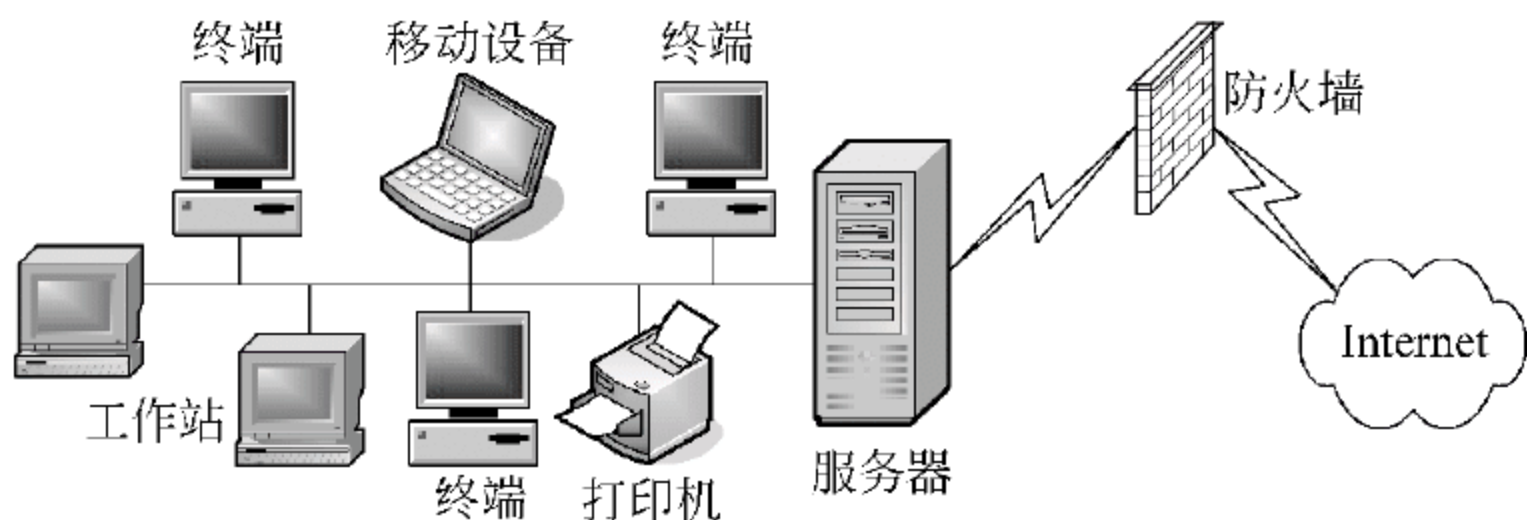 终端
移动设备
终端
防火墙
Internet
工作站
终端
打印机
服务器